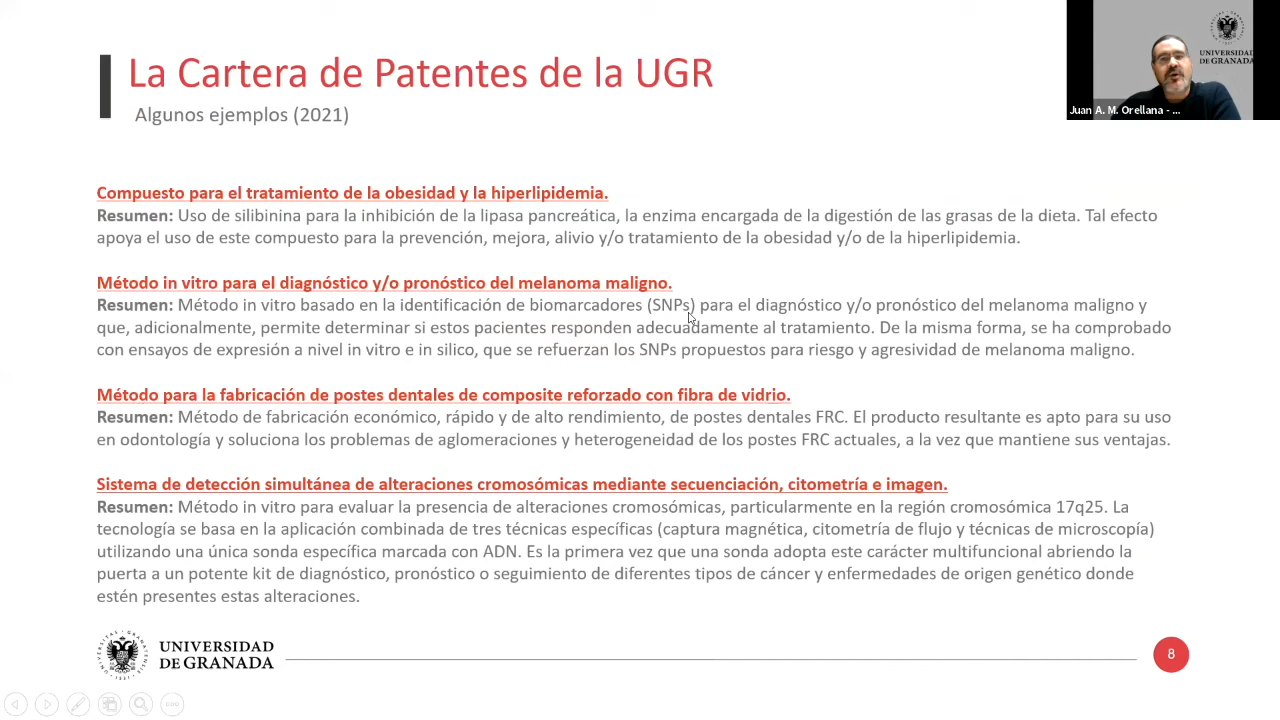 La Cartera de Patentes de la UGR
Algunos ejemplos (2021)
UNIVERSIDAD
DE GRANADA
Juan A. M. Orellana - ...
Compuesto para el tratamiento de la obesidad y la hiperlipidemia.
Resumen: Uso de silibinina para la inhibición de la lipasa pancreática, la enzima encargada de la digestión de las grasas de la dieta. Tal efecto
apoya el uso de este compuesto para la prevención, mejora, alivio y/o tratamiento de la obesidad y/o de la hiperlipidemia.
Método in vitro para el diagnóstico y/o pronóstico del melanoma maligno.
Resumen: Método in vitro basado en la identificación de biomarcadores (SNPs) para el diagnóstico y/o pronóstico del melanoma maligno y
que, adicionalmente, permite determinar si estos pacientes responden adecuadamente al tratamiento. De la misma forma, se ha comprobado
con ensayos de expresión a nivel in vitro e in silico, que se refuerzan los SNPs propuestos para riesgo y agresividad de melanoma maligno.
Método para la fabricación de postes dentales de composite reforzado con fibra de vidrio.
Resumen: Método de fabricación económico, rápido y de alto rendimiento, de postes dentales FRC. El producto resultante es apto para su uso
en odontología y soluciona los problemas de aglomeraciones y heterogeneidad de los postes FRC actuales, a la vez que mantiene sus ventajas.
Sistema de detección simultánea de alteraciones cromosómicas mediante secuenciación, citometría e imagen.
Resumen: Método in vitro para evaluar la presencia de alteraciones cromosómicas, particularmente en la región cromosómica 17q25. La
tecnología se basa en la aplicación combinada de tres técnicas específicas (captura magnética, citometría de flujo y técnicas de microscopía)
utilizando una única sonda específica marcada con ADN. Es la primera vez que una sonda adopta este carácter multifuncional abriendo la
puerta a un potente kit de diagnóstico, pronóstico o seguimiento de diferentes tipos de cáncer y enfermedades de origen genético donde
estén presentes estas alteraciones.
UNIVERSIDAD
DE GRANADA
8